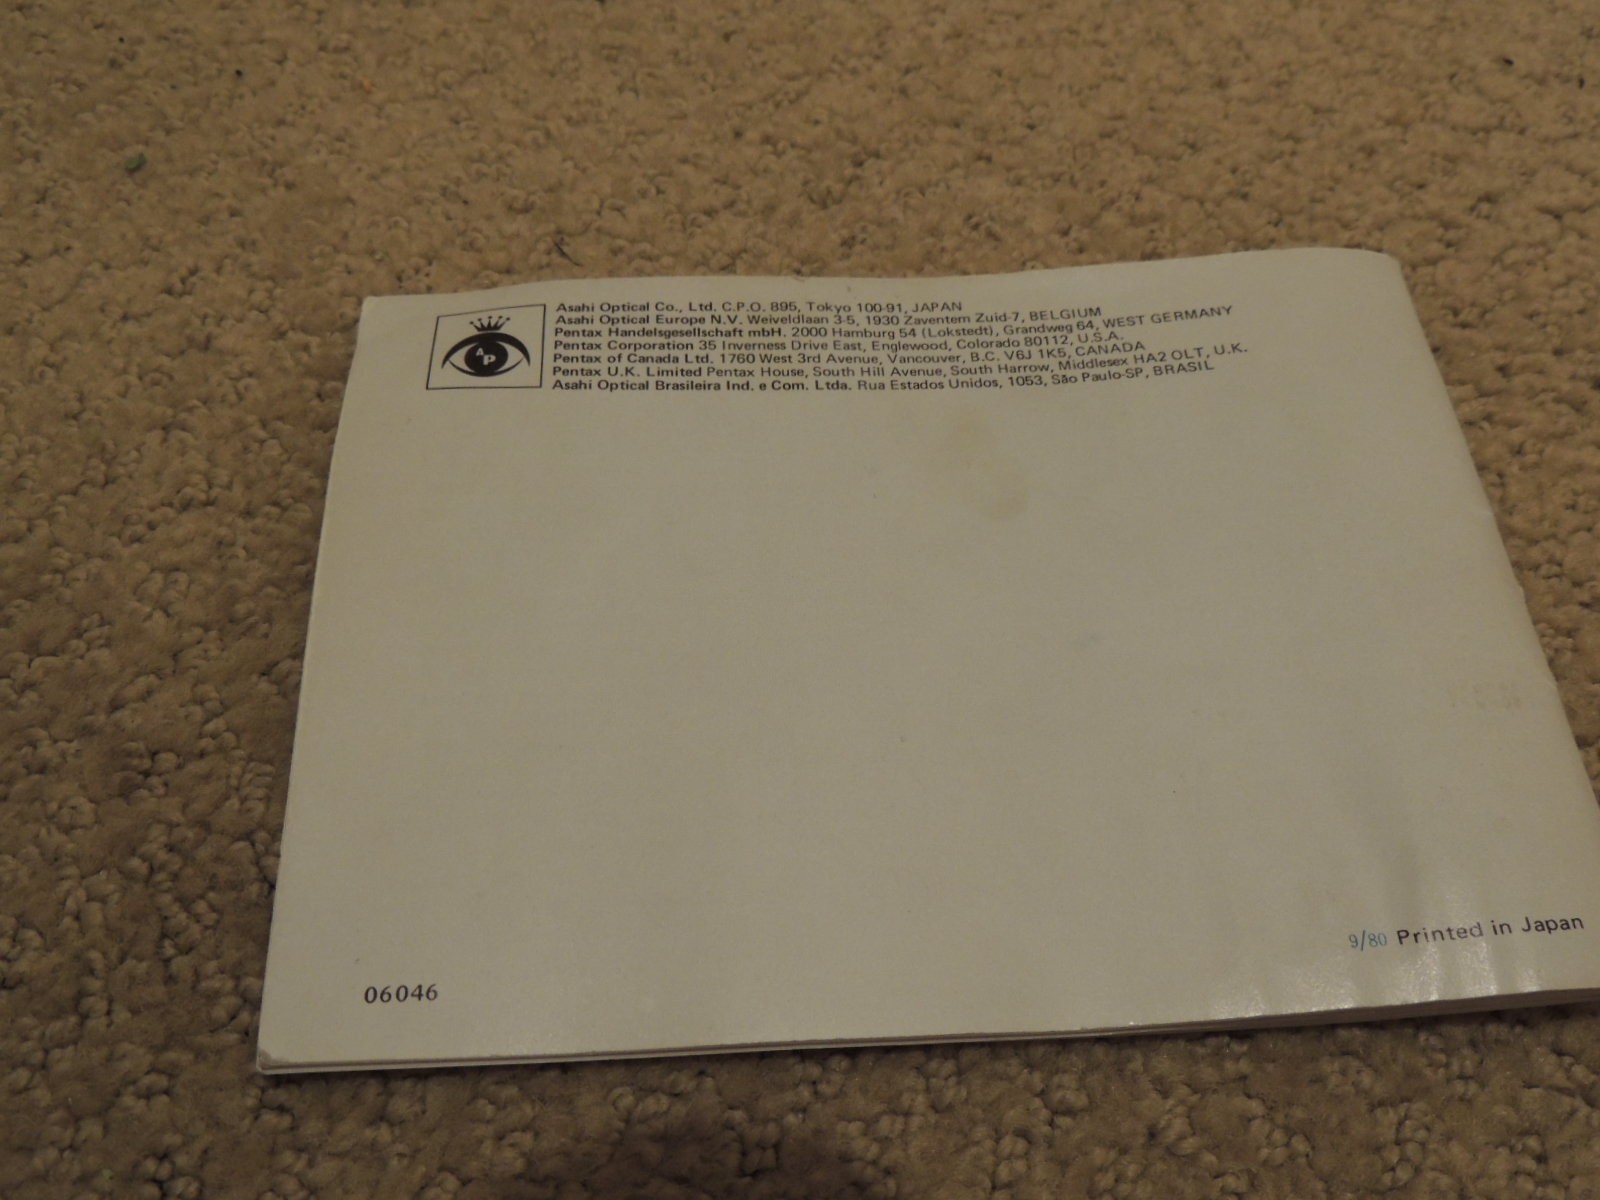 AP
Asahi Optical Co., Ltd. C.P.O. 895, Tokyo 100-91, JAPAN
Asahi Optical Europe N.V. Weiveldlaan 3-5, 1930 Zaventem Zuid-7, BELGIUM
Pentax Handelsgesellschaft mbH. 2000 Hamburg 54 (Lokstedt), Grandweg 64, WEST GERMANY
Pentax Corporation 35 Inverness Drive East, Englewood, Colorado 80112, U.S.A.
Pentax of Canada Ltd. 1760 West 3rd Avenue, Vancouver, B.C. V6J 1K5, CANADA
Pentax U.K. Limited Pentax House, South Hill Avenue, South Harrow, Middlesex HA2 OLT, U.K.
Asahi Optical Brasileira Ind. e Com. Ltda. Rua Estados Unidos, 1053, São Paulo-SP, BRASIL
9/80 Printed in Japan
06046